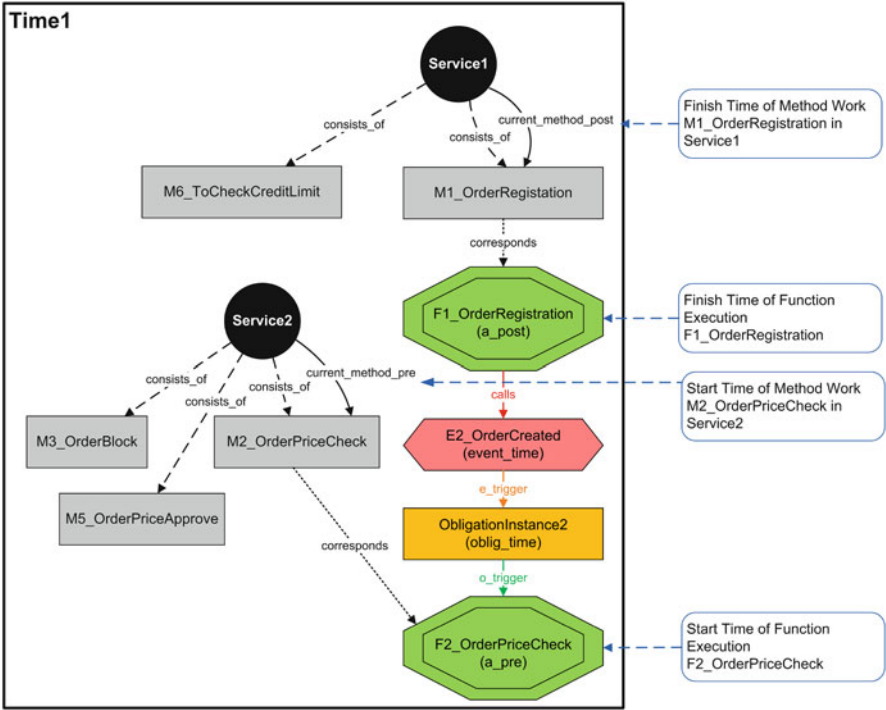 Time1
Service1
consists_of
consists_of
current_method_post
Finish Time of Method Work
M1_OrderRegistration in
Service1
M6_ToCheckCreditLimit
M1_OrderRegistation
corresponds
F1_OrderRegistration
(a_post)
Finish Time of Function
Execution
F1_OrderRegistration
Service2
consists_of
consists_of
consists_of
current_method_pre
calls
Start Time of Method Work
M2_OrderPriceCheck in
Service2
M3_OrderBlock
M2_OrderPriceCheck
E2_OrderCreated
(event_time)
e_trigger
M5_OrderPriceApprove
ObligationInstance2
(oblig_time)
corresponds
o_trigger
F2_OrderPriceCheck
(a_pre)
Start Time of Function
Execution
F2_OrderPriceCheck